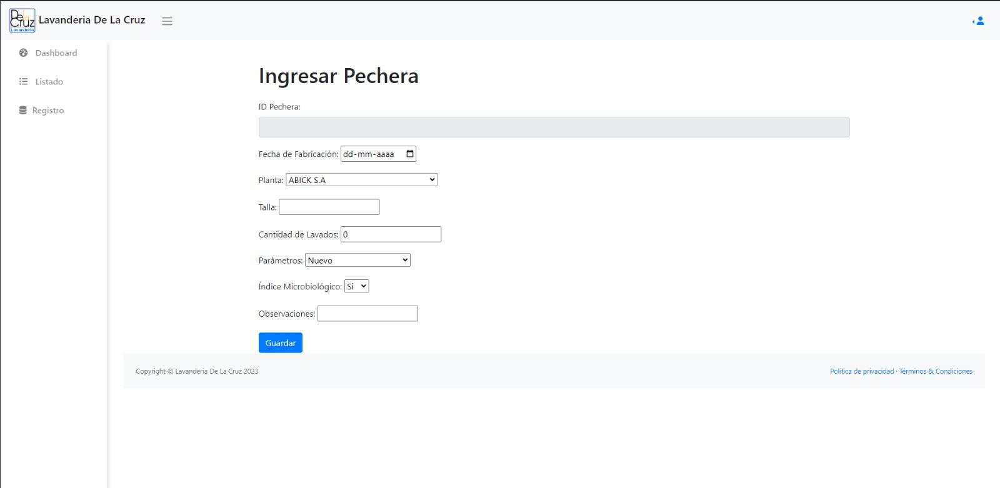 De La Cruz Lavandería
Lavanderia De La Cruz
Dashboard
Listado
Registro
Ingresar Pechera
ID Pechera:
Fecha de Fabricación: dd-mm-aaaa
Planta: ABICK S.A
Talla:
Cantidad de Lavados: 0
Parámetros: Nuevo
Índice Microbiológico: Si
Observaciones:
Guardar
Copyright © Lavanderia De La Cruz 2023
Política de privacidad · Términos & Condiciones